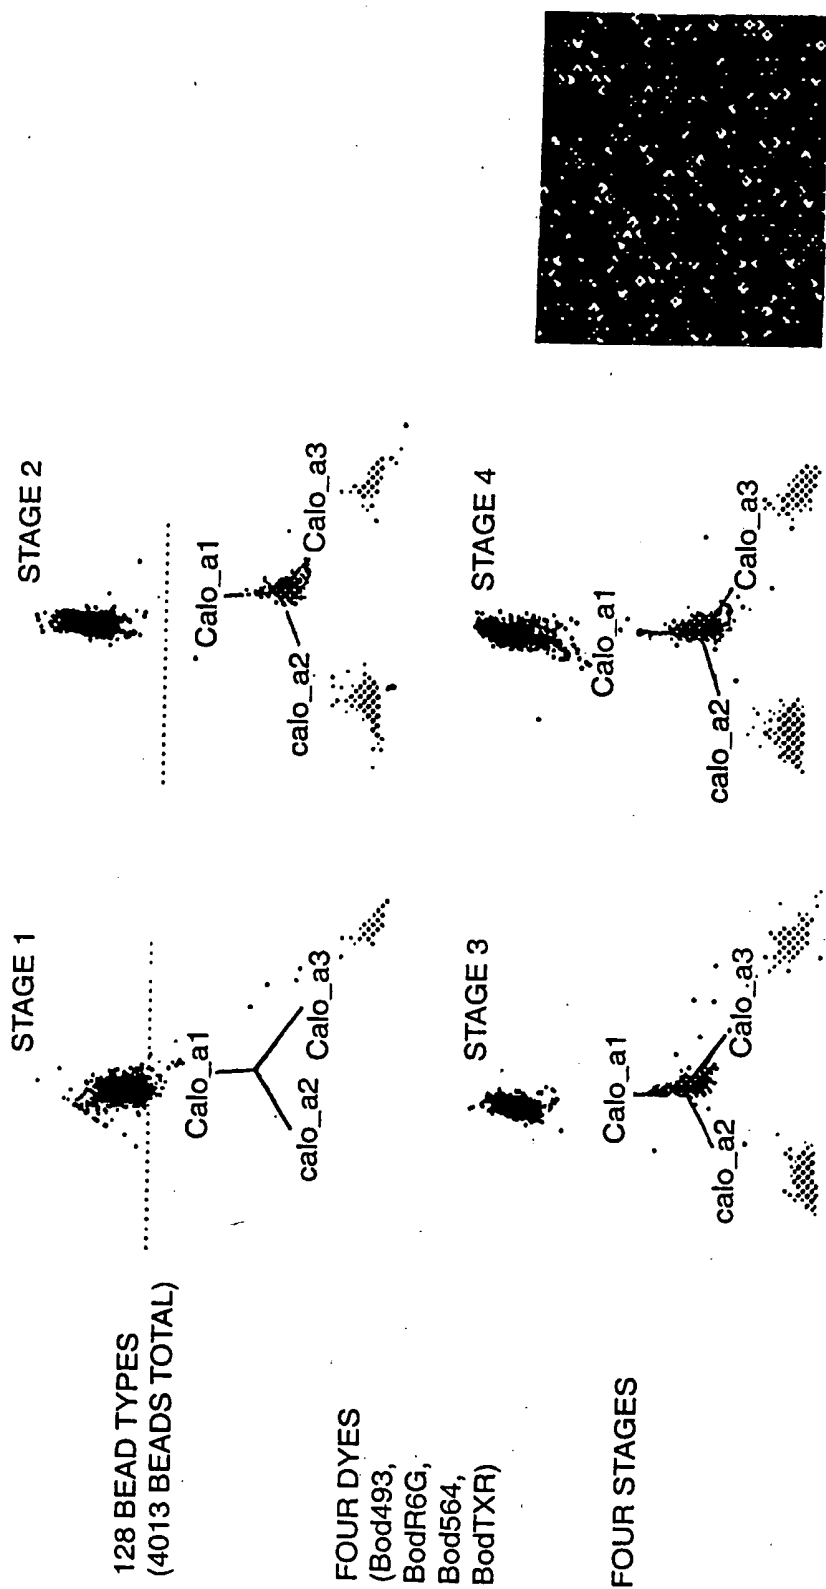 128 BEAD TYPES
(4013 BEADS TOTAL)
FOUR DYES
(Bod493,
BodR6G,
Bod564,
BodTXR)
FOUR STAGES
STAGE 1
Calo_a1
calo_a2
Calo_a3
STAGE 2
Calo_a1
calo_a2
Calo_a3
STAGE 3
Calo_a1
calo_a2
Calo_a3
STAGE 4
Calo_a1
calo_a2
Calo_a3